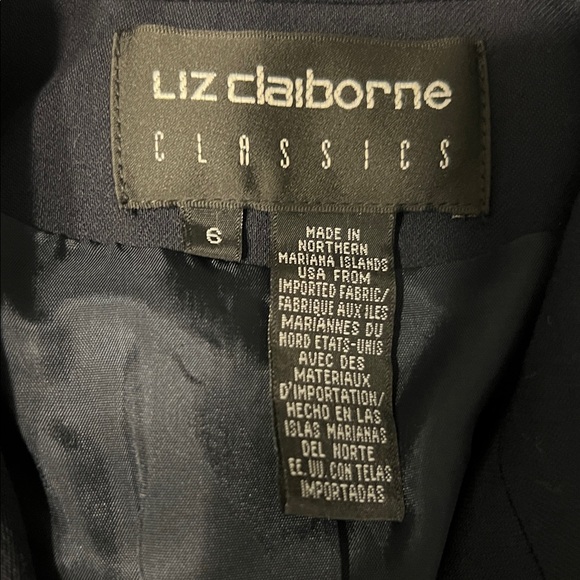 Liz claiborne
CLASSICS
6
MADE IN
NORTHERN
MARIANA ISLANDS
USA FROM
IMPORTED FABRIC/
FABRIQUE AUX ILES
MARIANNES DU
NORD ETATS-UNIS
AVEC DES
MATERIAUX
D'IMPORTATION/
HECHO EN LAS
ISLAS MARIANAS
DEL NORTE
EE.UU. CON TELAS
IMPORTADAS